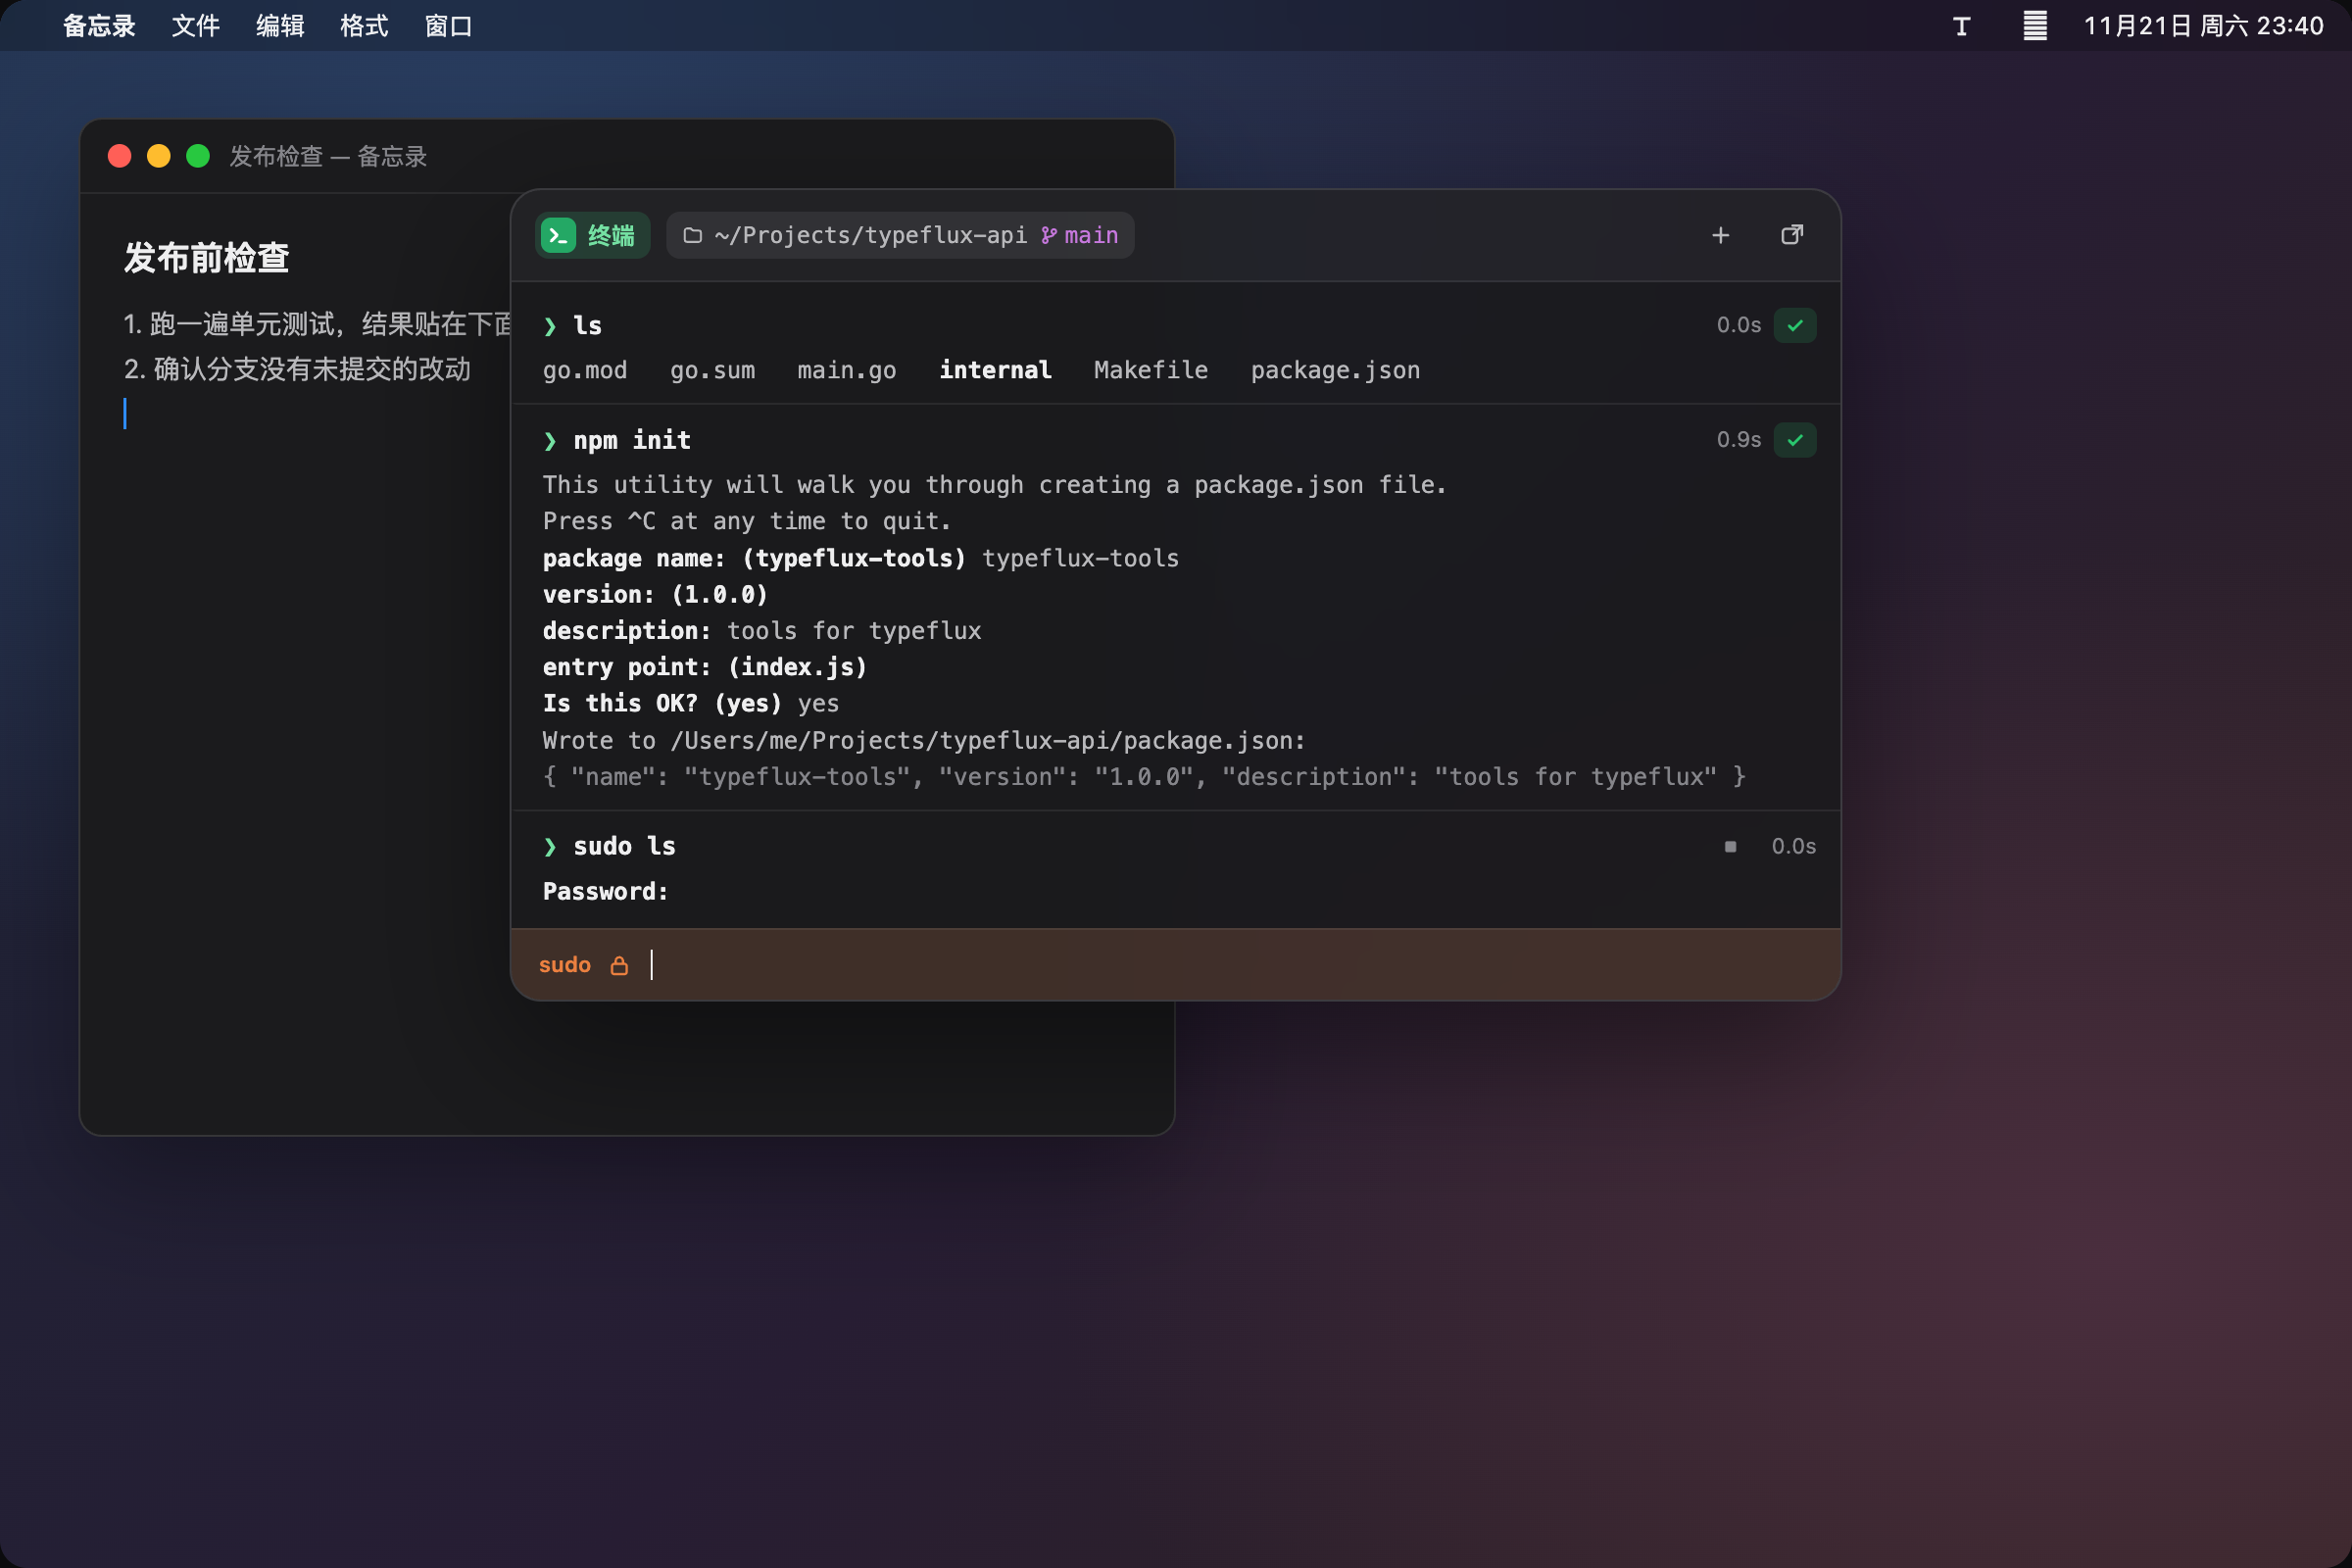 备忘录 文件 编辑 格式 窗口 11月21日 周六 23:40
发布检查 — 备忘录
发布前检查
1. 跑一遍单元测试，结果贴在下面
2. 确认分支没有未提交的改动
终端 ~/Projects/typeflux-api main
❯ ls 0.0s
go.mod go.sum main.go internal Makefile package.json
❯ npm init 0.9s
This utility will walk you through creating a package.json file.
Press ^C at any time to quit.
package name: (typeflux-tools) typeflux-tools
version: (1.0.0)
description: tools for typeflux
entry point: (index.js)
Is this OK? (yes) yes
Wrote to /Users/me/Projects/typeflux-api/package.json:
{ "name": "typeflux-tools", "version": "1.0.0", "description": "tools for typeflux" }
❯ sudo ls 0.0s
Password:
sudo